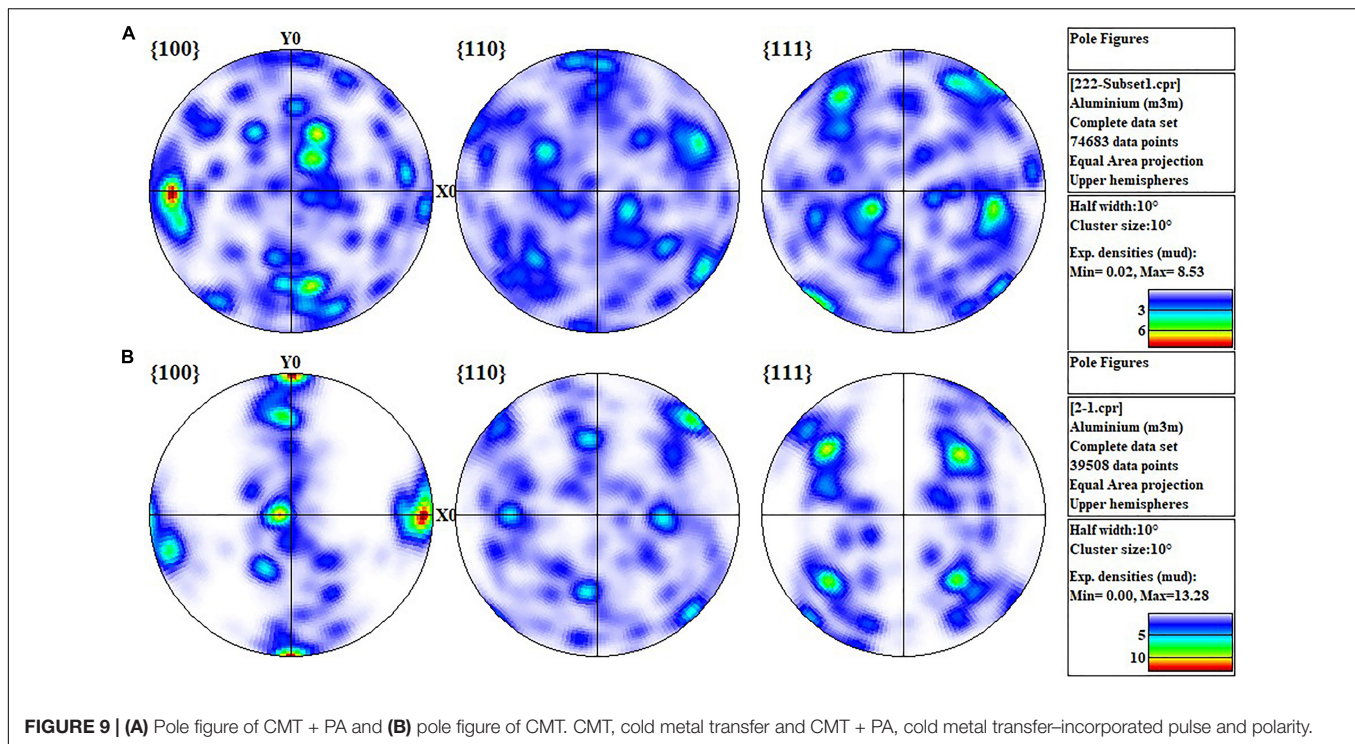 A
{100}
Y0
{110}
{111}
X0
Pole Figures
[222-Subset1.cpr]
Aluminium (m3m)
Complete data set
74683 data points
Equal Area projection
Upper hemispheres
Half width:10°
Cluster size:10°
Exp. densities (mud):
Min= 0.02, Max= 8.53
3
6
B
{100}
Y0
{110}
{111}
X0
Pole Figures
[2-1.cpr]
Aluminium (m3m)
Complete data set
39508 data points
Equal Area projection
Upper hemispheres
Half width:10°
Cluster size:10°
Exp. densities (mud):
Min= 0.00, Max=13.28
5
10
FIGURE 9 | (A) Pole figure of CMT + PA and (B) pole figure of CMT. CMT, cold metal transfer and CMT + PA, cold metal transfer–incorporated pulse and polarity.